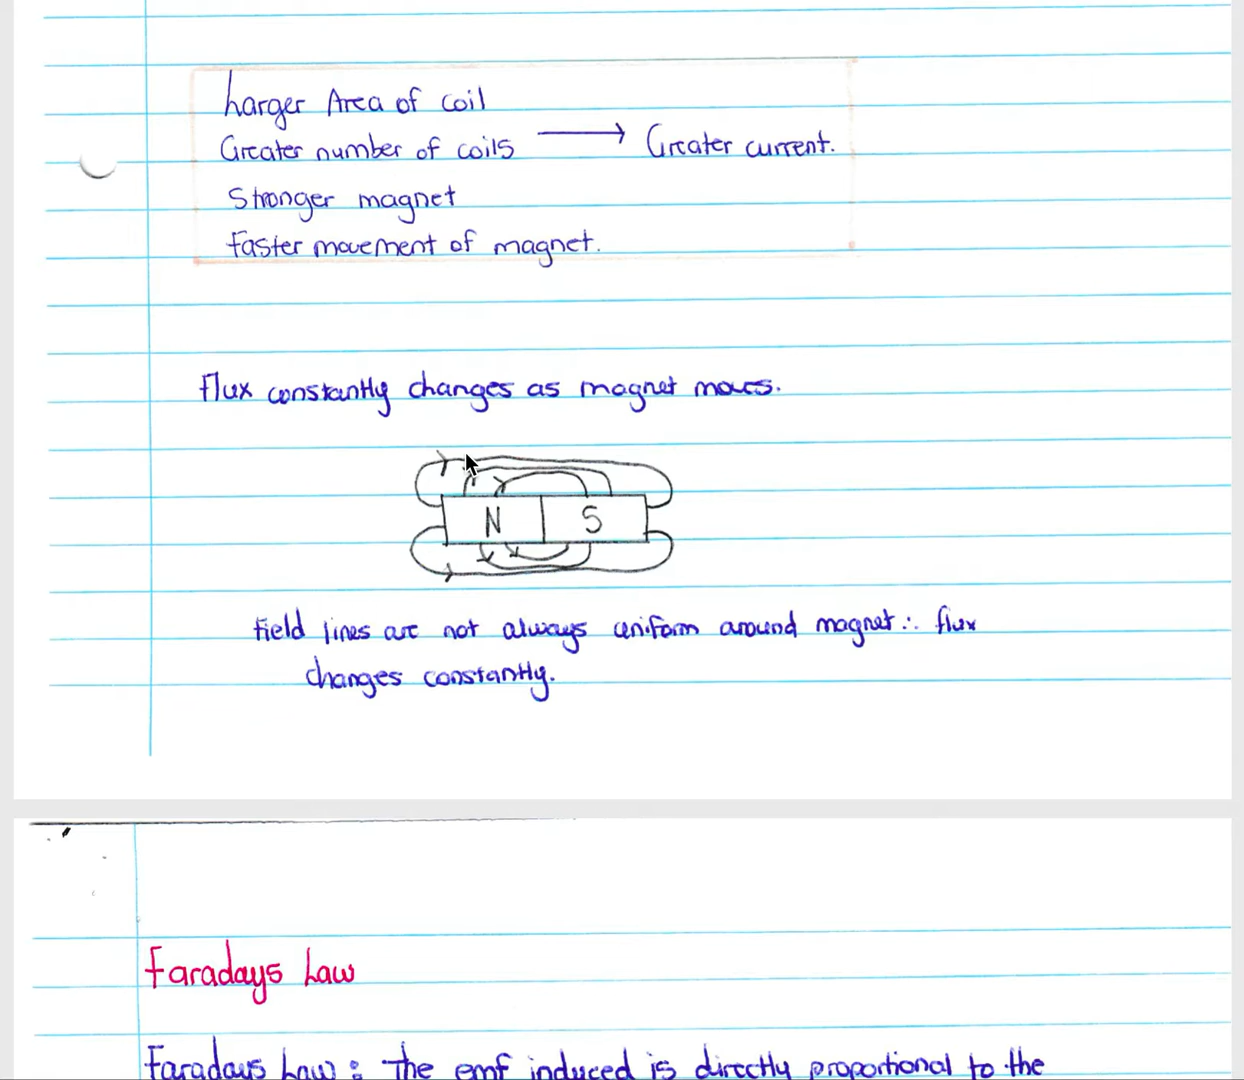 Larger Area of coil
Greater number of coils → Greater current.
Stronger magnet
Faster movement of magnet.
flux constantly changes as magnet moves.
N S
field lines are not always uniform around magnet ∴ flux
changes constantly.
Faradays Law
Faradays Law : the emf induced is directly proportional to the